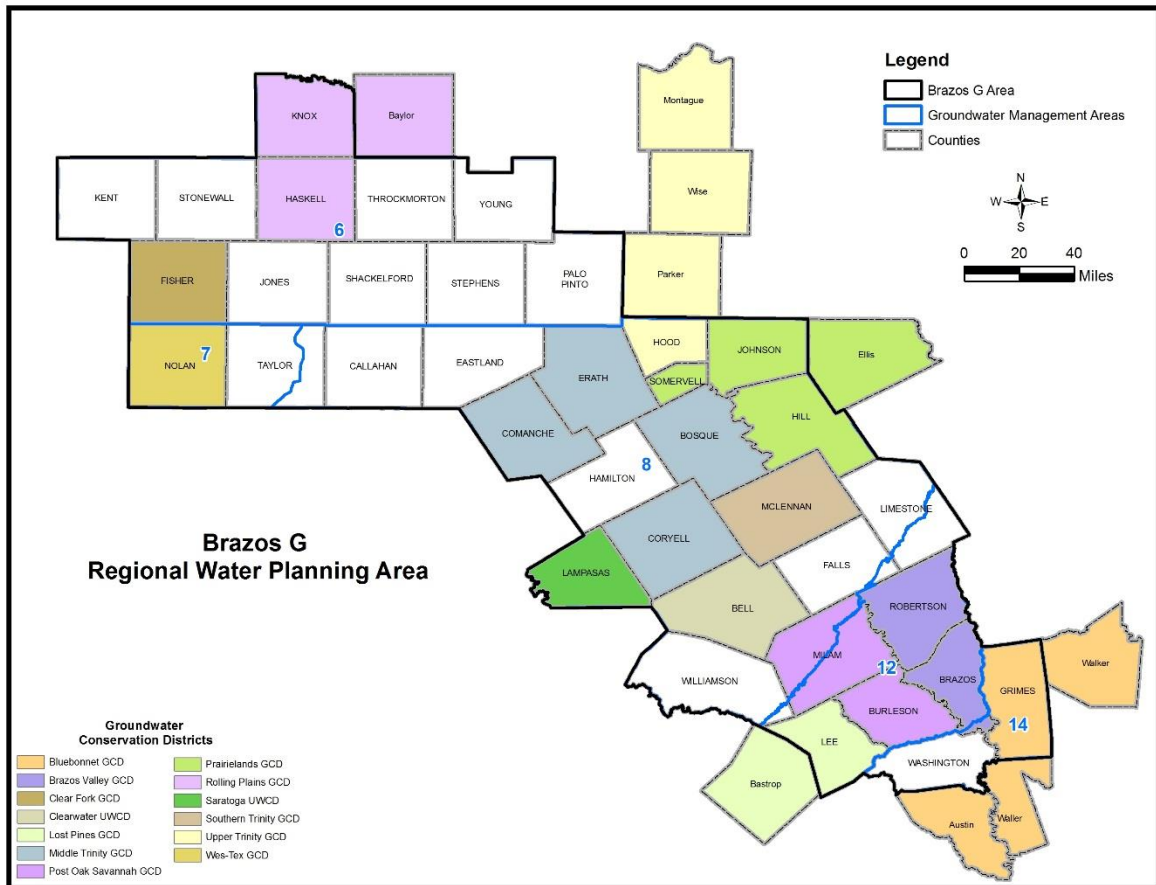 Legend
Brazos G Area
Groundwater Management Areas
Counties
N
W E
S
0 20 40
Miles
Montague
KNOX
Baylor
Wise
KENT
STONEWALL
HASKELL
THROCKMORTON
YOUNG
6
Parker
FISHER
JONES
SHACKELFORD
STEPHENS
PALO
PINTO
HOOD
JOHNSON
Ellis
7
NOLAN
TAYLOR
CALLAHAN
EASTLAND
ERATH
SOMERVELL
HILL
COMANCHE
BOSQUE
8
HAMILTON
MCLENNAN
LIMESTONE
Brazos G
Regional Water Planning Area
CORYELL
FALLS
LAMPASAS
BELL
ROBERTSON
MILAM
12
WILLIAMSON
BRAZOS
GRIMES
Walker
BURLESON
14
LEE
WASHINGTON
Bastrop
Austin
Waller
Groundwater
Conservation Districts
Bluebonnet GCD
Brazos Valley GCD
Clear Fork GCD
Clearwater UWCD
Lost Pines GCD
Middle Trinity GCD
Post Oak Savannah GCD
Prairielands GCD
Rolling Plains GCD
Saratoga UWCD
Southern Trinity GCD
Upper Trinity GCD
Wes-Tex GCD